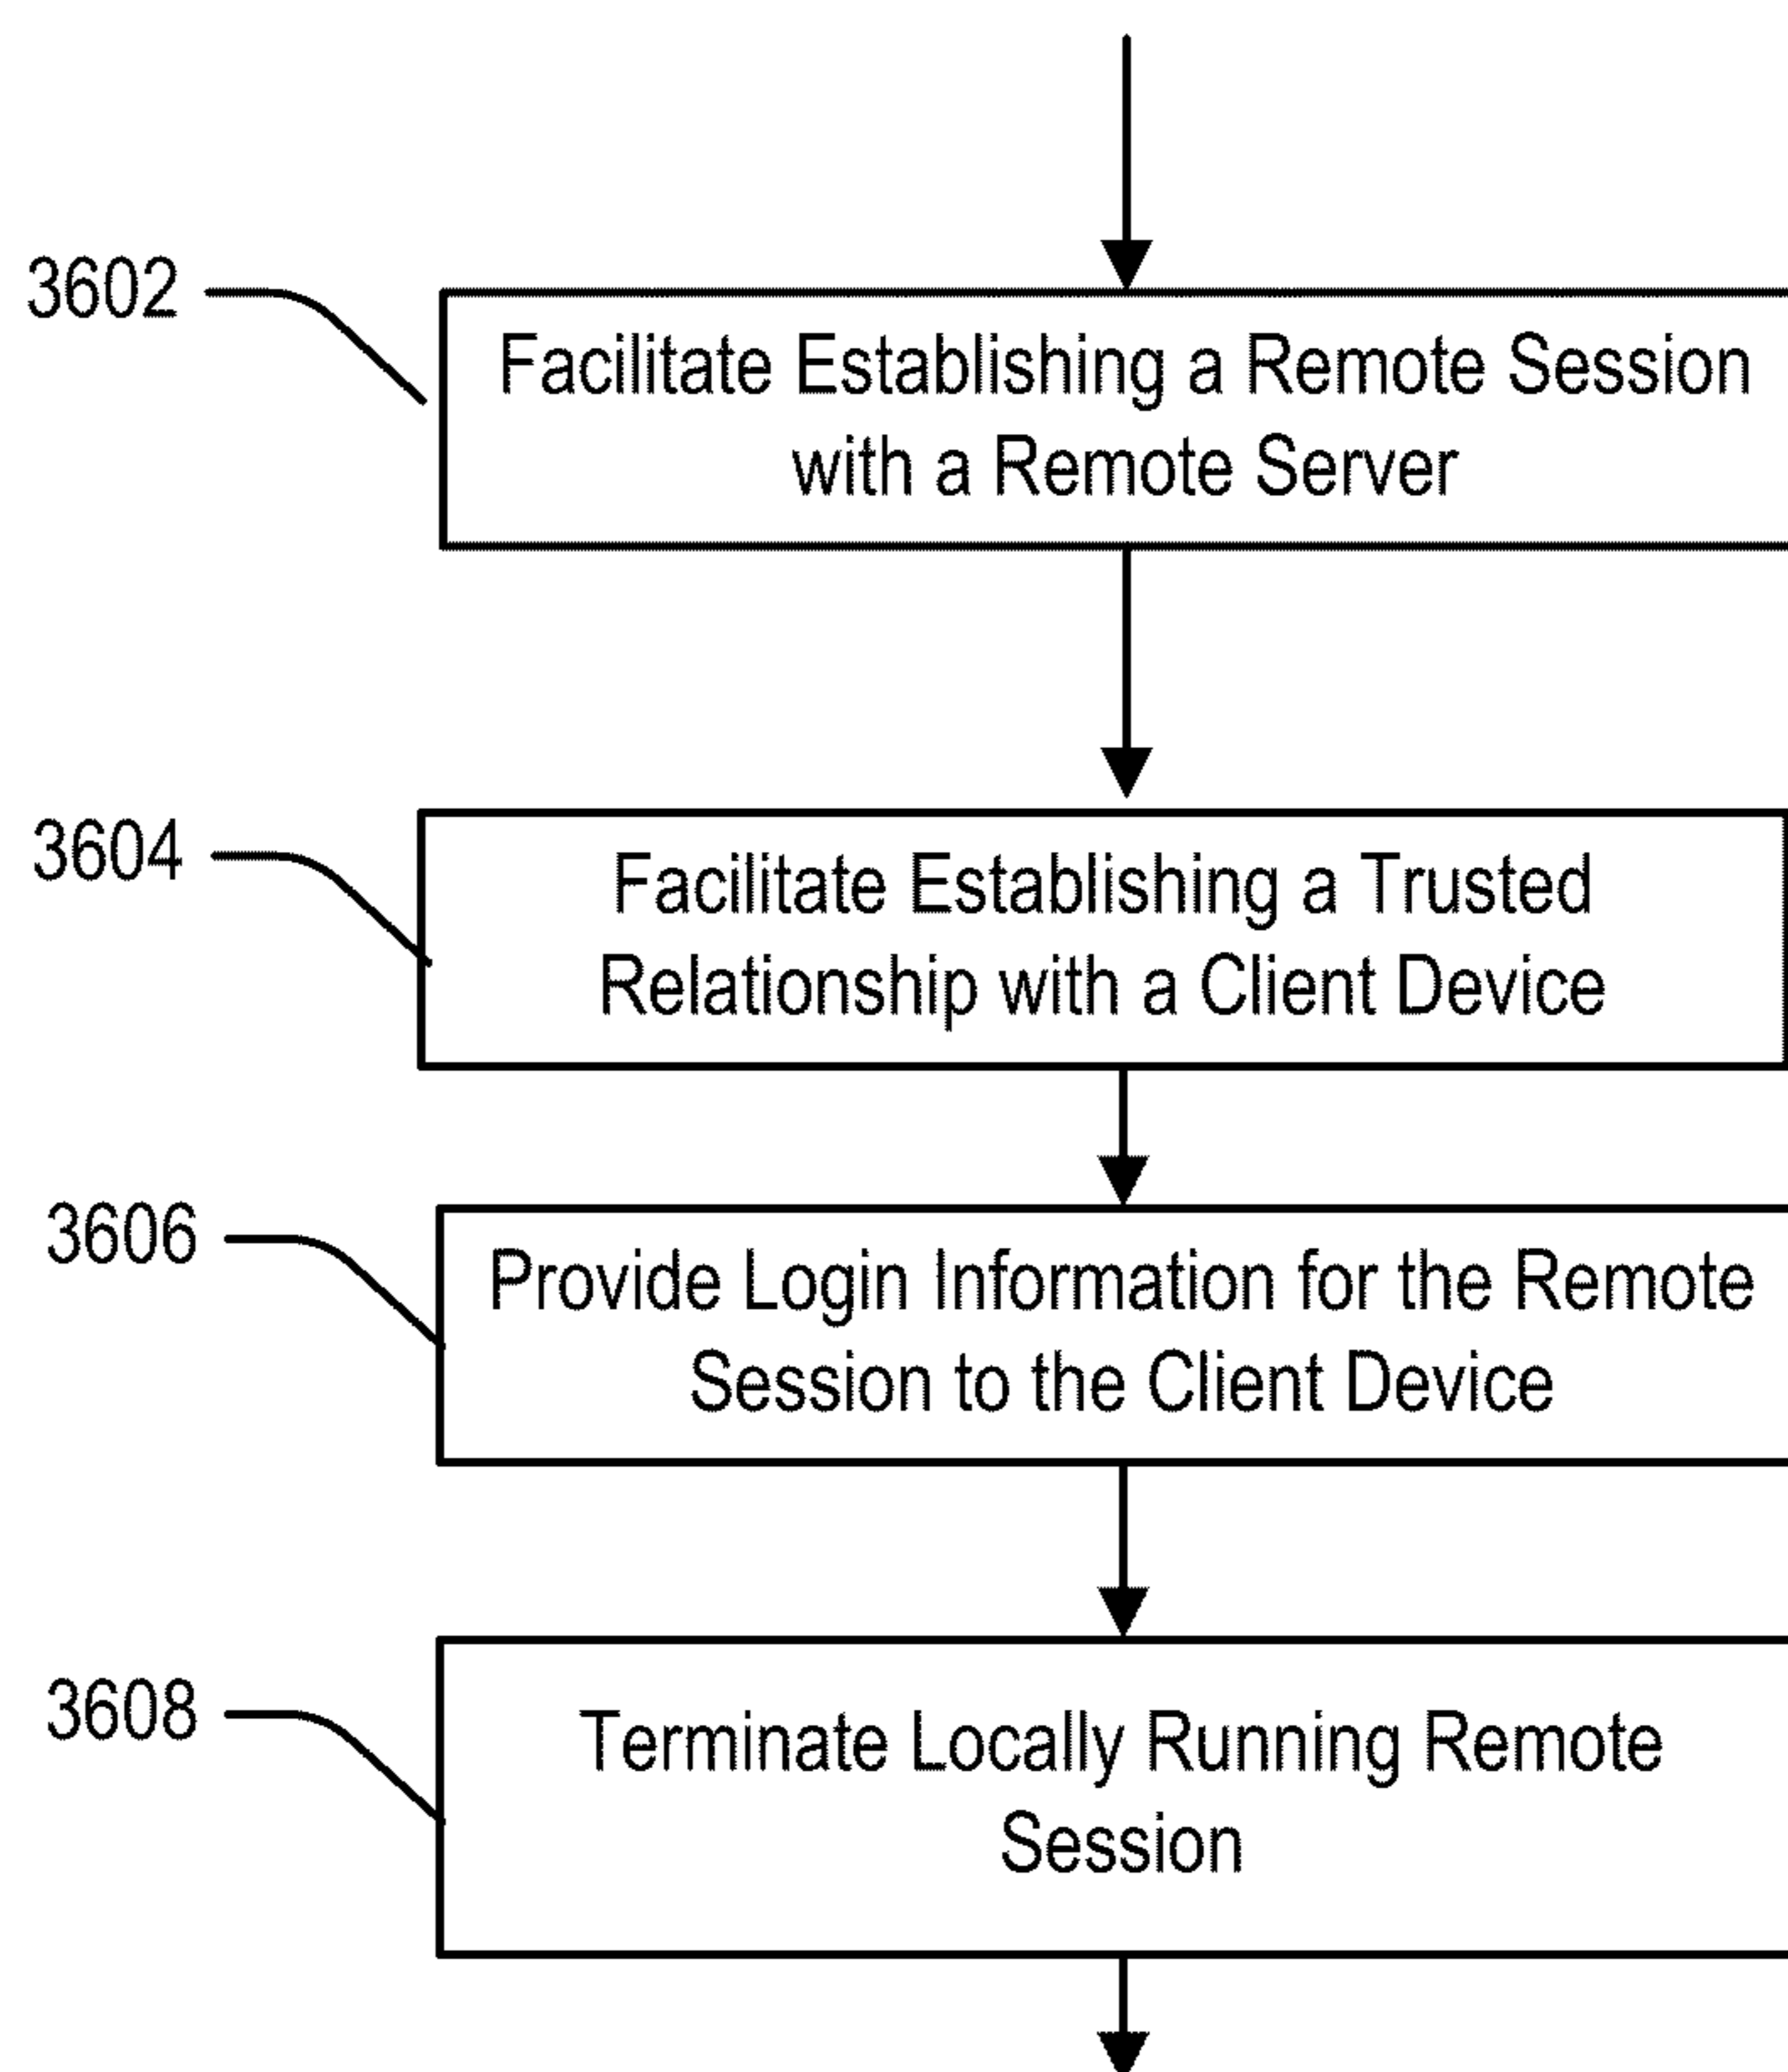 3602
Facilitate Establishing a Remote Session
with a Remote Server
3604
Facilitate Establishing a Trusted
Relationship with a Client Device
3606
Provide Login Information for the Remote
Session to the Client Device
3608
Terminate Locally Running Remote
Session